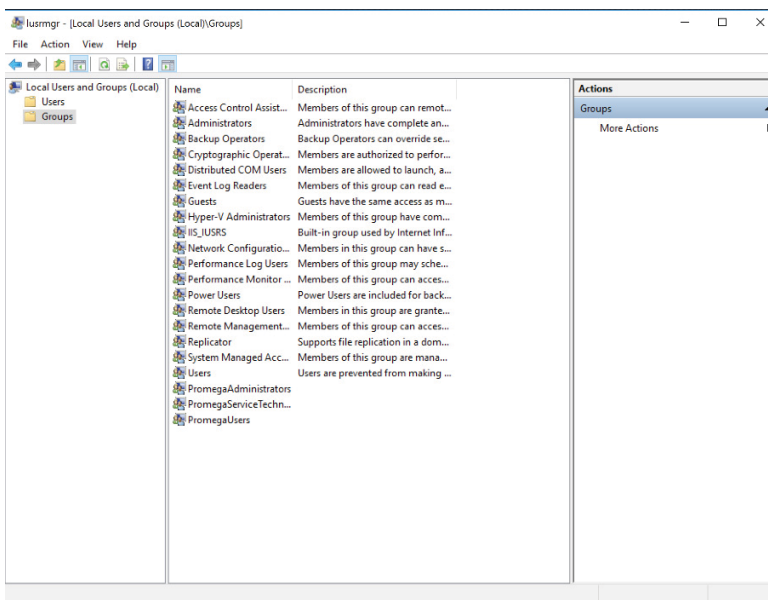 lusrmgr - [Local Users and Groups (Local)\Groups]
File Action View Help
Local Users and Groups (Local)
Users
Groups
Name Description
Access Control Assist... Members of this group can remot...
Administrators Administrators have complete an...
Backup Operators Backup Operators can override se...
Cryptographic Operat... Members are authorized to perfor...
Distributed COM Users Members are allowed to launch, a...
Event Log Readers Members of this group can read e...
Guests Guests have the same access as m...
Hyper-V Administrators Members of this group have com...
IIS_IUSRS Built-in group used by Internet Inf...
Network Configuratio... Members in this group can have s...
Performance Log Users Members of this group may sche...
Performance Monitor ... Members of this group can acces...
Power Users Power Users are included for back...
Remote Desktop Users Members in this group are grante...
Remote Management... Members of this group can acces...
Replicator Supports file replication in a dom...
System Managed Acc... Members of this group are mana...
Users Users are prevented from making ...
PromegaAdministrators
PromegaServiceTechn...
PromegaUsers
Actions
Groups
More Actions